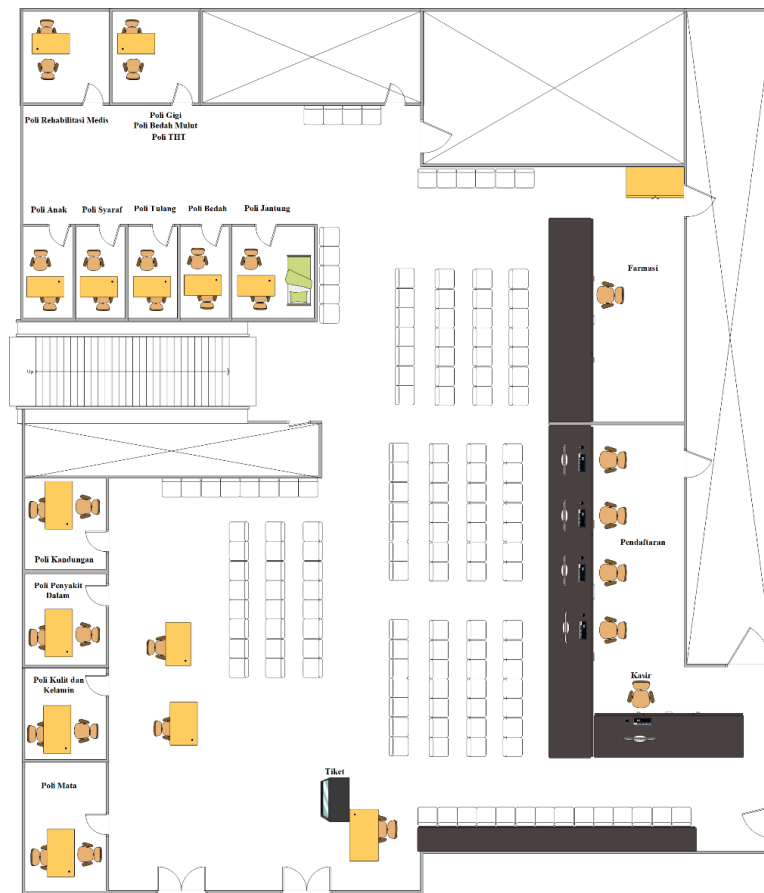 Poli Rehabilitasi Medis
Poli Gigi
Poli Bedah Mulut
Poli THT
Poli Anak
Poli Syaraf
Poli Tulang
Poli Bedah
Poli Jantung
Farmasi
Up
Poli Kandungan
Pendaftaran
Poli Penyakit
Dalam
Poli Kulit dan
Kelamin
Kasir
Poli Mata
Tiket